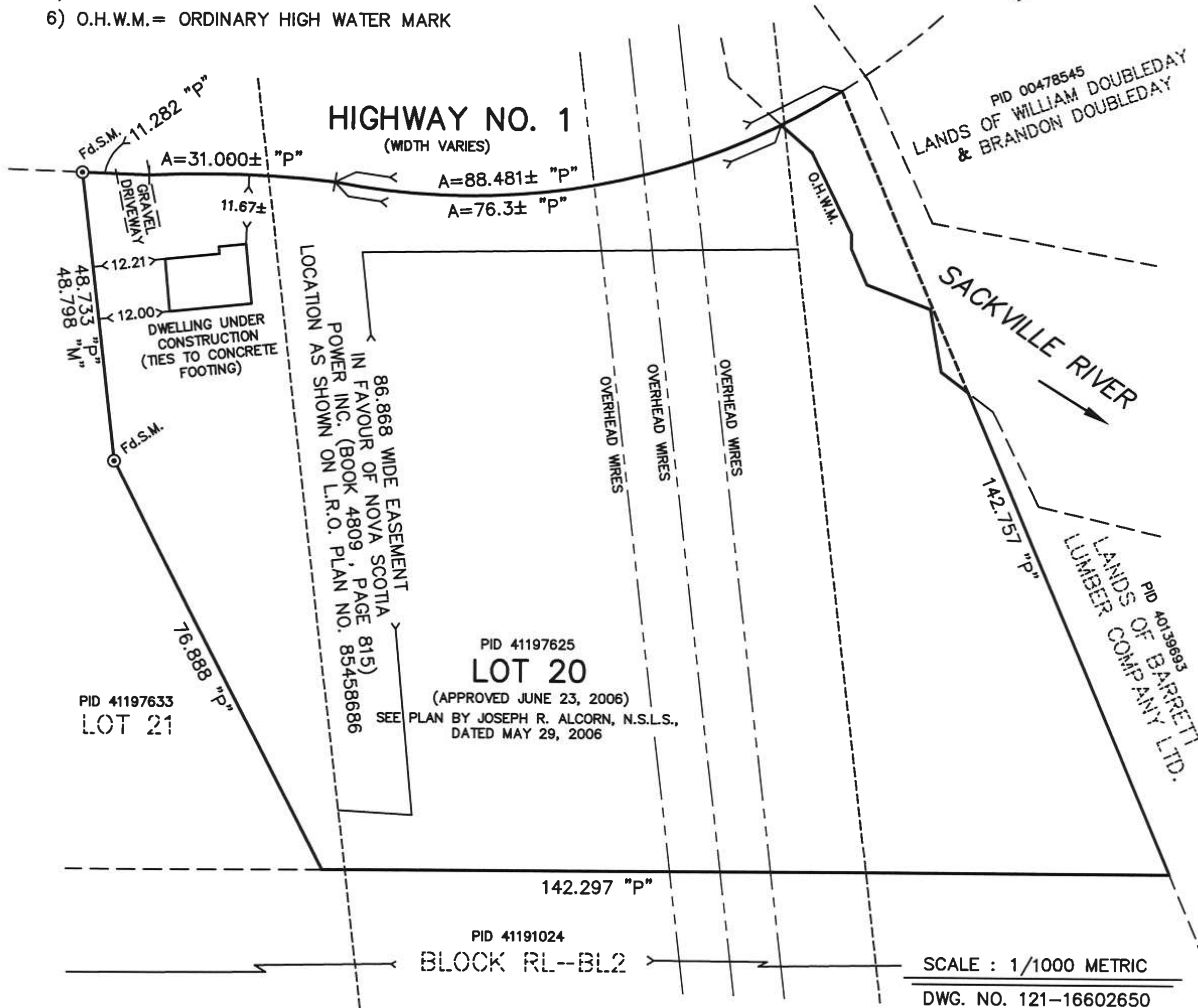 6) O.H.W.M.= ORDINARY HIGH WATER MARK
HIGHWAY NO. 1
(WIDTH VARIES)
PID 00478545
LANDS OF WILLIAM DOUBLEDAY
& BRANDON DOUBLEDAY
Fd.S.M.
11.282 "P"
A=31.000± "P"
A=88.481± "P"
A=76.3± "P"
GRAVEL
DRIVEWAY
11.67±
12.21
12.00
48.733 "P"
48.798 "M"
DWELLING UNDER
CONSTRUCTION
(TIES TO CONCRETE
FOOTING)
O.H.W.M.
SACKVILLE RIVER
86.868 WIDE EASEMENT
IN FAVOUR OF NOVA SCOTIA
POWER INC. (BOOK 4809 , PAGE 815)
LOCATION AS SHOWN ON L.R.O. PLAN NO. 85458686
OVERHEAD WIRES
OVERHEAD WIRES
OVERHEAD WIRES
Fd.S.M.
76.888 "P"
142.757 "P"
PID 40139693
LANDS OF BARRETT
LUMBER COMPANY LTD.
PID 41197633
LOT 21
PID 41197625
LOT 20
(APPROVED JUNE 23, 2006)
SEE PLAN BY JOSEPH R. ALCORN, N.S.L.S.,
DATED MAY 29, 2006
142.297 "P"
PID 41191024
BLOCK RL--BL2
SCALE : 1/1000 METRIC
DWG. NO. 121-16602650